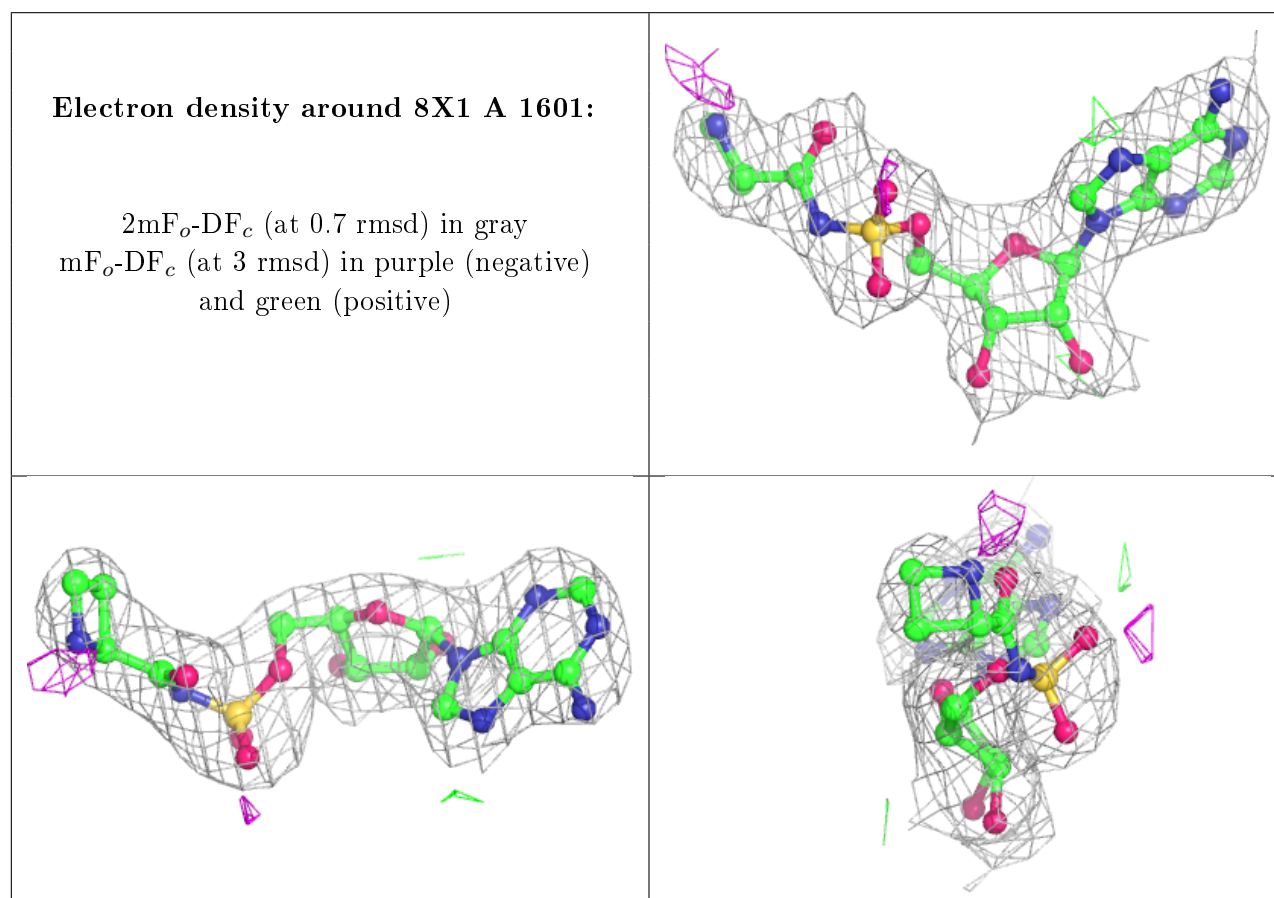 Electron density around 8X1 A 1601:
2mFo-DFc (at 0.7 rmsd) in gray
mFo-DFc (at 3 rmsd) in purple (negative)
and green (positive)